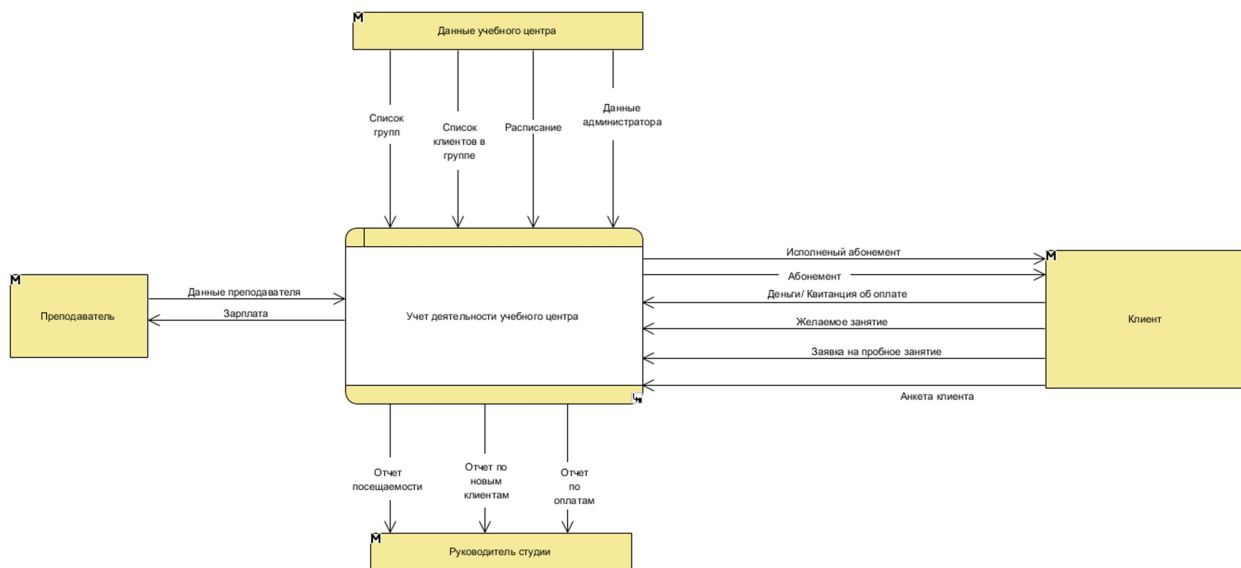 Данные учебного центра
Список
групп
Список
клиентов в
группе
Расписание
Данные
администратора
Исполненый абонемент
Абонемент
Деньги/ Квитанция об оплате
Желаемое занятие
Заявка на пробное занятие
Анкета клиента
Клиент
Данные преподавателя
Зарплата
Преподаватель
Учет деятельности учебного центра
Отчет
посещаемости
Отчет по
новым
клиентам
Отчет
по
оплатам
Руководитель студии